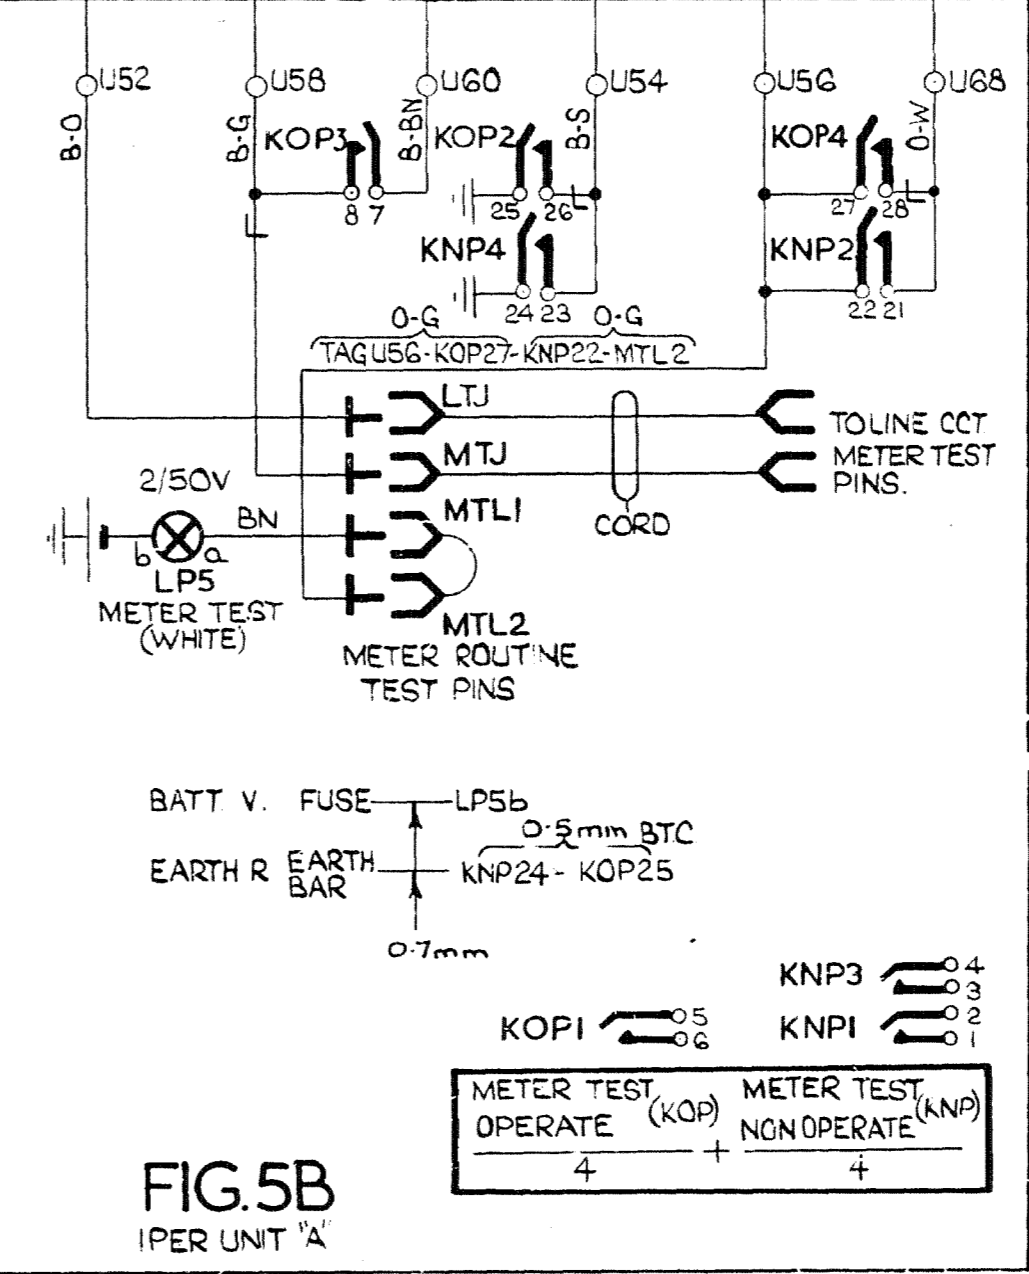 U52 U58 U60 U54 U56 U68
B-O B-G B-BN B-S O-W
KOP3 KOP2 KOP4
8 7 25 26 27 28
KNP4 KNP2
24 23 22 21
O-G O-G
TAG U56-KOP27-KNP22-MTL2
LTJ
TO LINE CCT
MTJ
METER TEST
2/50V
PINS.
MTL1
BN
CORD
b a
LP5
METER TEST
(WHITE)
MTL2
METER ROUTINE
TEST PINS
BATT V. FUSE LP5b
0·5mm BTC
EARTH R EARTH BAR KNP24 - KOP25
0·7mm
KNP3 4
3
KOP1 5
6
KNP1 2
1
METER TEST OPERATE (KOP) + METER TEST NON OPERATE (KNP)
4 4
FIG.5B
1 PER UNIT "A"